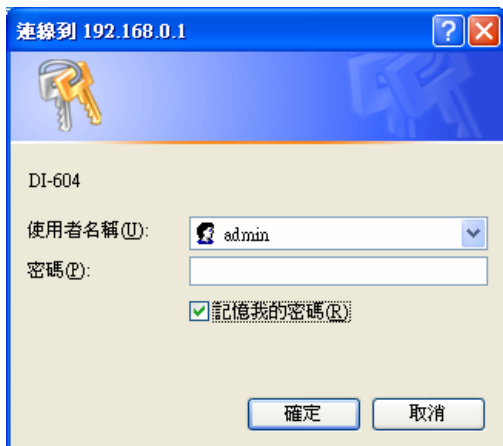 連線到 192.168.0.1
DI-604
使用者名稱(U):
admin
密碼(P):
記憶我的密碼(R)
確定
取消